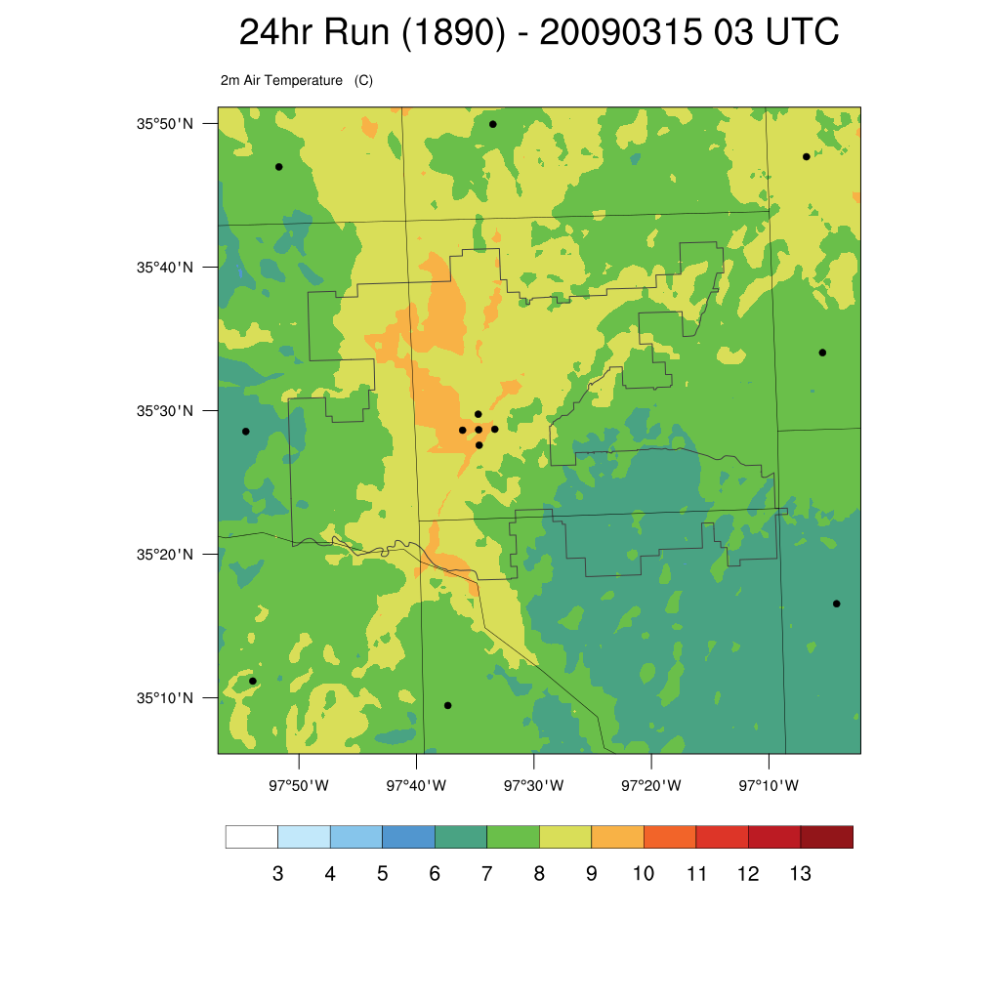 24hr Run (1890) - 20090315 03 UTC
2m Air Temperature (C)
35°50'N
35°40'N
35°30'N
35°20'N
35°10'N
97°50'W 97°40'W 97°30'W 97°20'W 97°10'W
3 4 5 6 7 8 9 10 11 12 13